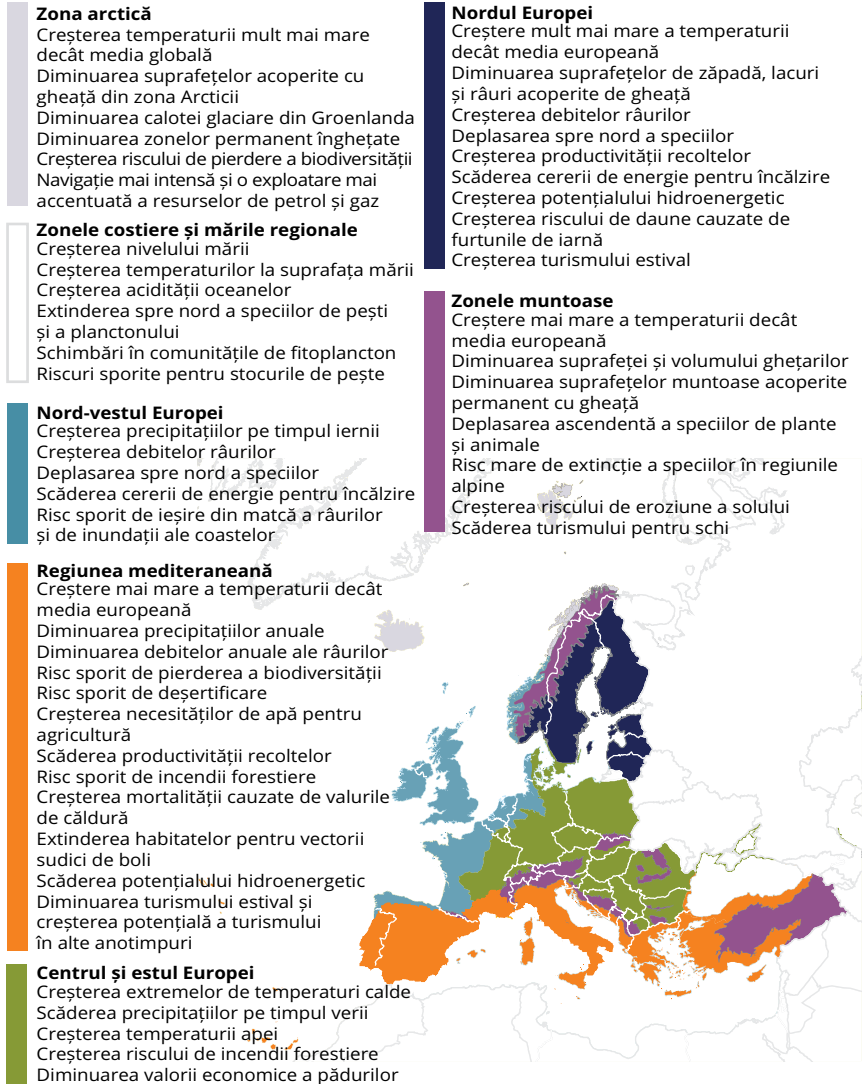 Zona arctică
Creșterea temperaturii mult mai mare
decât media globală
Diminuarea suprafețelor acoperite cu
gheață din zona Arcticii
Diminuarea calotei glaciare din Groenlanda
Diminuarea zonelor permanent înghețate
Creșterea riscului de pierdere a biodiversității
Navigație mai intensă și o exploatare mai
accentuată a resurselor de petrol și gaz
Zonele costiere și mările regionale
Creșterea nivelului mării
Creșterea temperaturilor la suprafața mării
Creșterea acidității oceanelor
Extinderea spre nord a speciilor de pești
și a planctonului
Schimbări în comunitățile de fitoplancton
Riscuri sporite pentru stocurile de pește
Nord-vestul Europei
Creșterea precipitațiilor pe timpul iernii
Creșterea debitelor râurilor
Deplasarea spre nord a speciilor
Scăderea cererii de energie pentru încălzire
Risc sporit de ieșire din matcă a râurilor
și de inundații ale coastelor
Regiunea mediteraneană
Creștere mai mare a temperaturii decât
media europeană
Diminuarea precipitațiilor anuale
Diminuarea debitelor anuale ale râurilor
Risc sporit de pierderea a biodiversității
Risc sporit de deșertificare
Creșterea necesităților de apă pentru
agricultură
Scăderea productivității recoltelor
Risc sporit de incendii forestiere
Creșterea mortalității cauzate de valurile
de căldură
Extinderea habitatelor pentru vectorii
sudici de boli
Scăderea potențialului hidroenergetic
Diminuarea turismului estival și
creșterea potențială a turismului
în alte anotimpuri
Centrul și estul Europei
Creșterea extremelor de temperaturi calde
Scăderea precipitațiilor pe timpul verii
Creșterea temperaturii apei
Creșterea riscului de incendii forestiere
Diminuarea valorii economice a pădurilor
Nordul Europei
Creștere mult mai mare a temperaturii
decât media europeană
Diminuarea suprafețelor de zăpadă, lacuri
și râuri acoperite de gheață
Creșterea debitelor râurilor
Deplasarea spre nord a speciilor
Creșterea productivității recoltelor
Scăderea cererii de energie pentru încălzire
Creșterea potențialului hidroenergetic
Creșterea riscului de daune cauzate de
furtunile de iarnă
Creșterea turismului estival
Zonele muntoase
Creștere mai mare a temperaturii decât
media europeană
Diminuarea suprafeței și volumului ghețarilor
Diminuarea suprafețelor muntoase acoperite
permanent cu gheață
Deplasarea ascendentă a speciilor de plante
și animale
Risc mare de extincție a speciilor în regiunile
alpine
Creșterea riscului de eroziune a solului
Scăderea turismului pentru schi